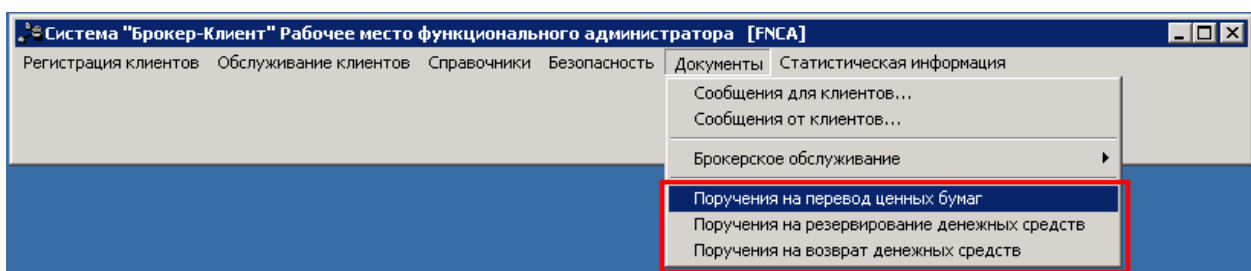 Система "Брокер-Клиент" Рабочее место функционального администратора [FNCA]
Регистрация клиентов Обслуживание клиентов Справочники Безопасность Документы Статистическая информация
Сообщения для клиентов...
Сообщения от клиентов...
Брокерское обслуживание
Поручения на перевод ценных бумаг
Поручения на резервирование денежных средств
Поручения на возврат денежных средств